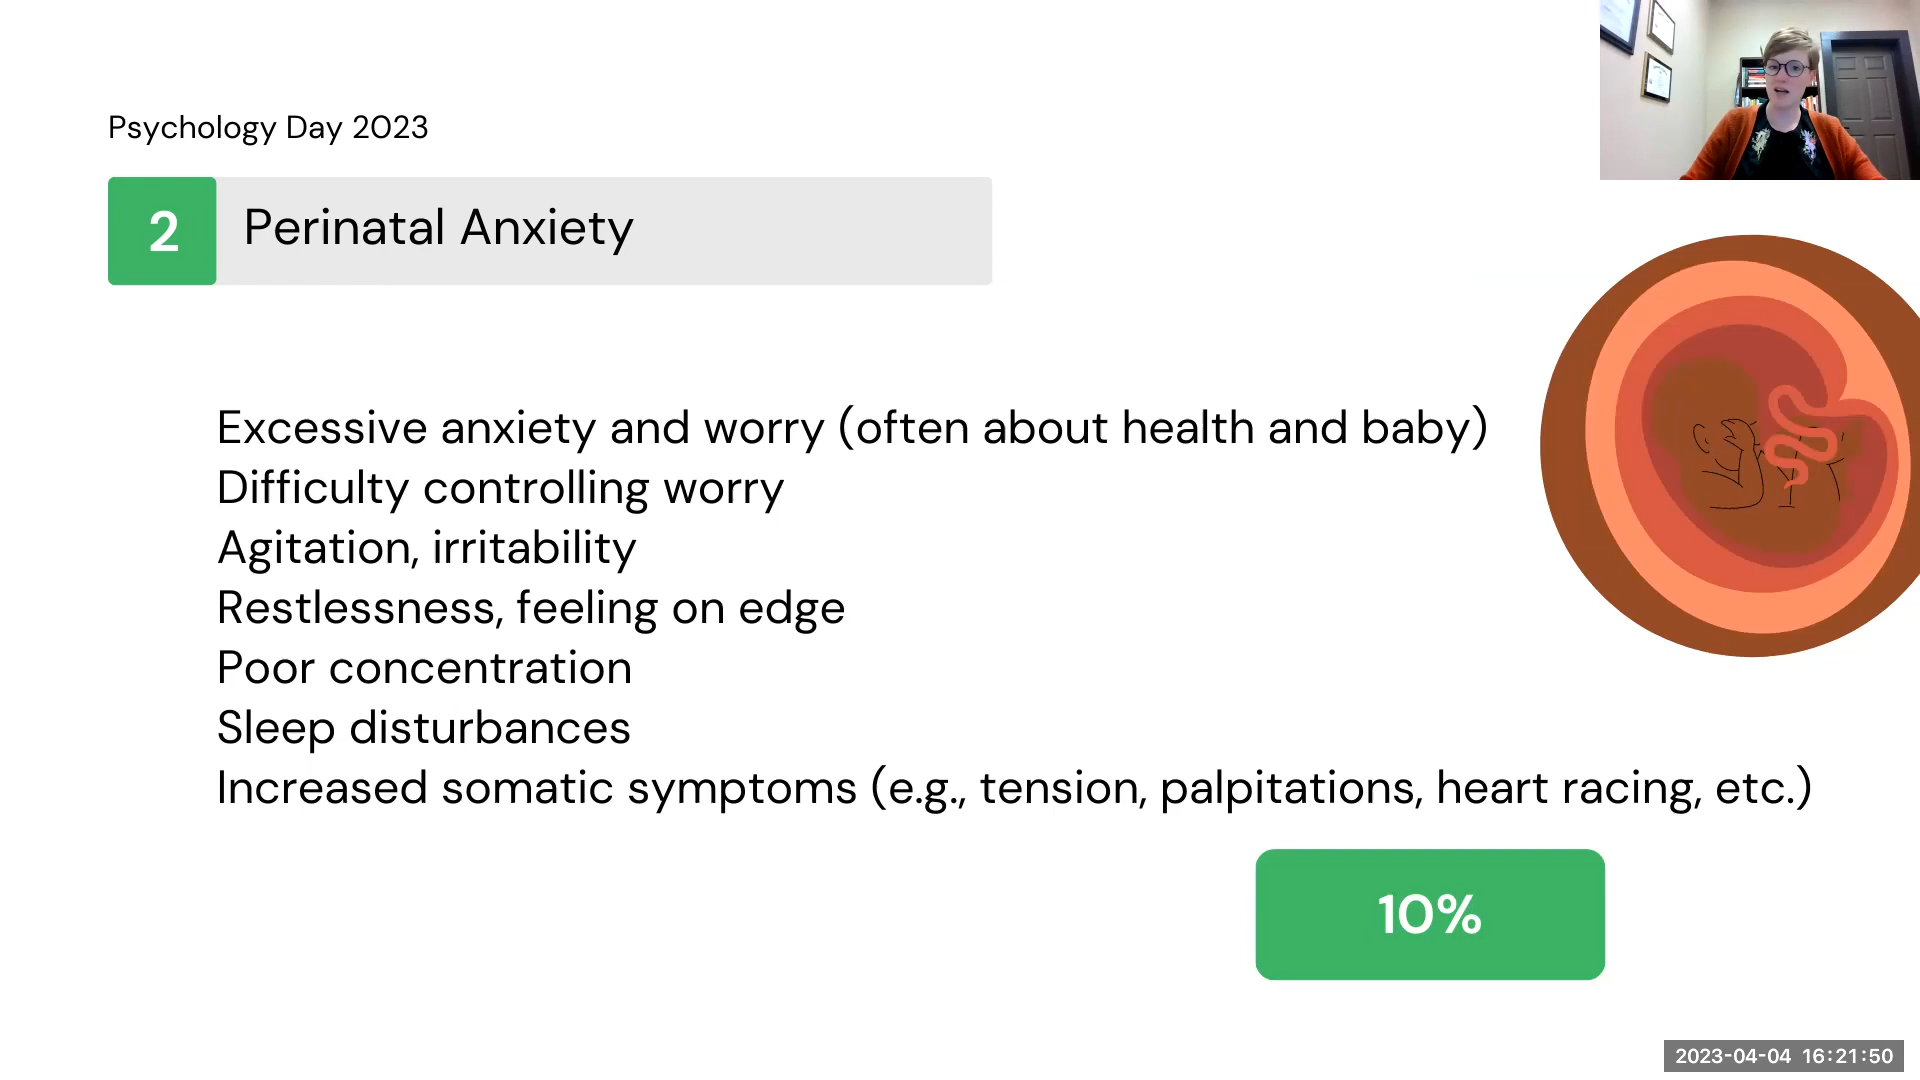 Psychology Day 2023
2 Perinatal Anxiety
Excessive anxiety and worry (often about health and baby)
Difficulty controlling worry
Agitation, irritability
Restlessness, feeling on edge
Poor concentration
Sleep disturbances
Increased somatic symptoms (e.g., tension, palpitations, heart racing, etc.)
10%
2023-04-04 16:21:50